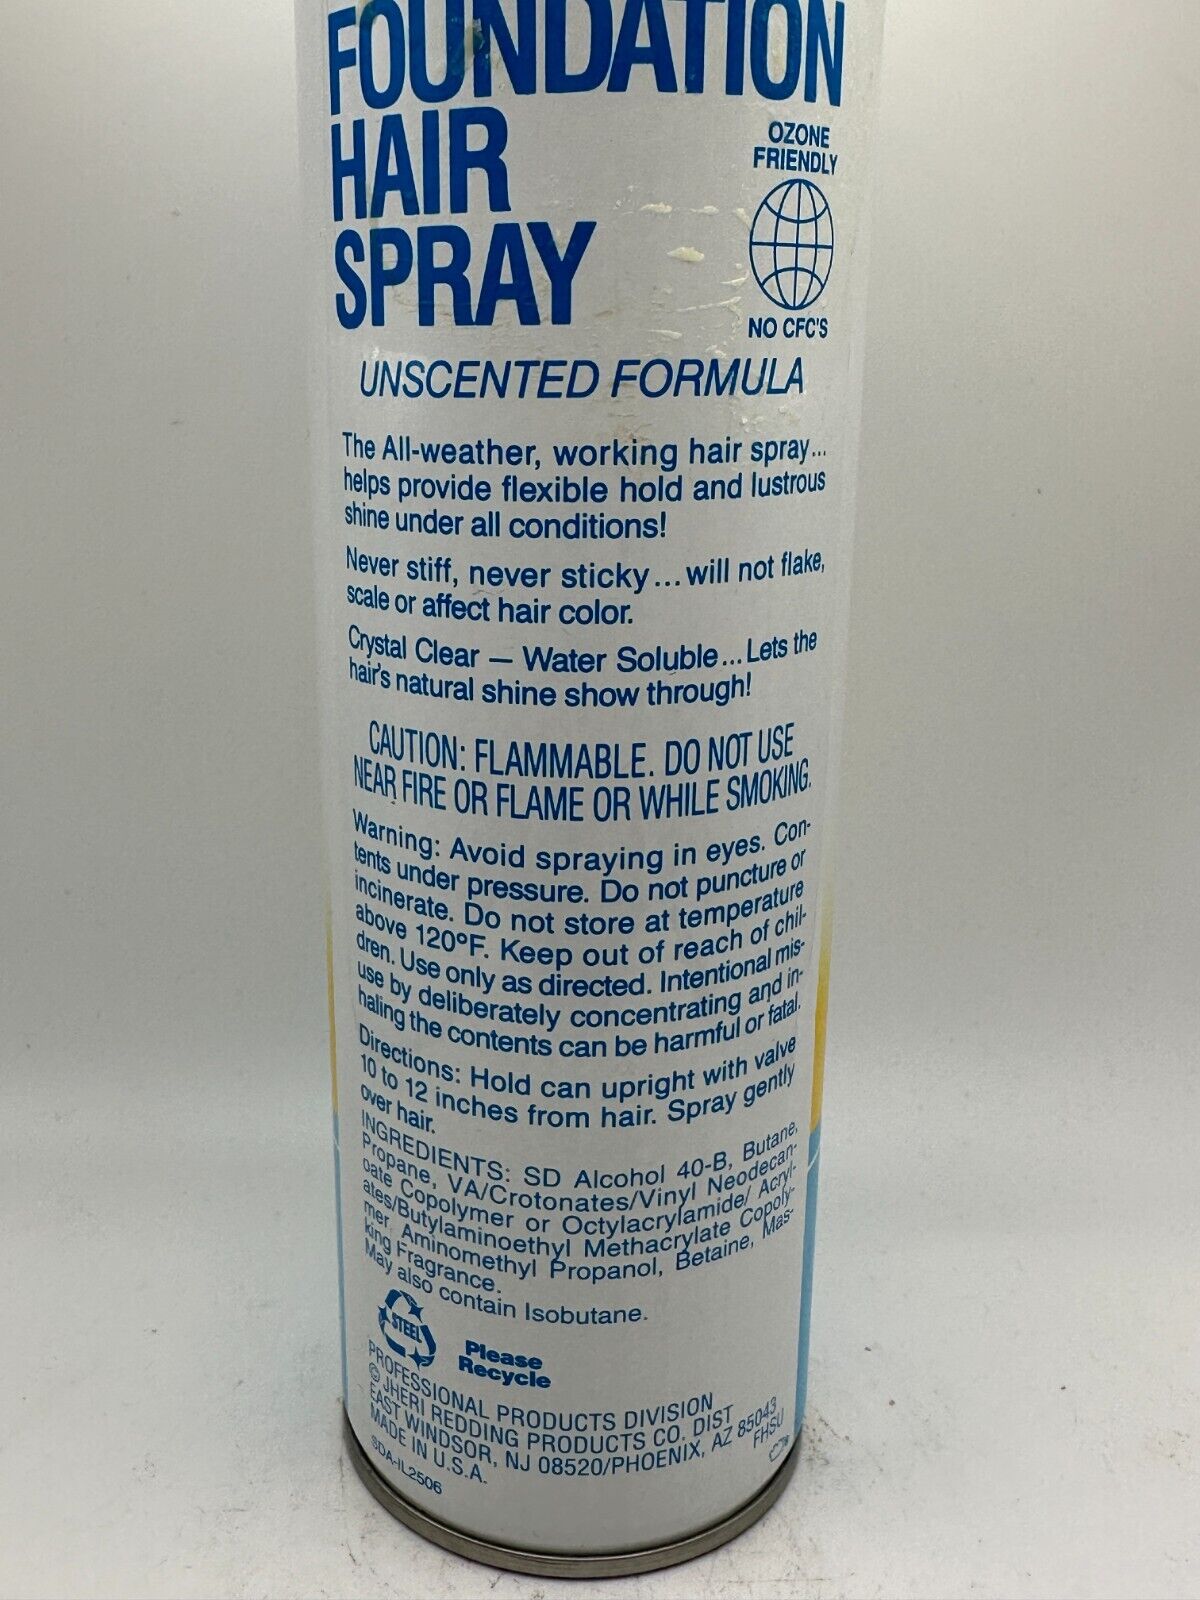 FOUNDATION
HAIR
SPRAY
OZONE
FRIENDLY
NO CFC'S
UNSCENTED FORMULA
The All-weather, working hair spray...
helps provide flexible hold and lustrous
shine under all conditions!
Never stiff, never sticky...will not flake,
scale or affect hair color.
Crystal Clear — Water Soluble...Lets the
hair's natural shine show through!
CAUTION: FLAMMABLE. DO NOT USE
NEAR FIRE OR FLAME OR WHILE SMOKING.
Warning: Avoid spraying in eyes. Con-
tents under pressure. Do not puncture or
incinerate. Do not store at temperature
above 120°F. Keep out of reach of chil-
dren. Use only as directed. Intentional mis-
use by deliberately concentrating and in-
haling the contents can be harmful or fatal.
Directions: Hold can upright with valve
10 to 12 inches from hair. Spray gently
over hair.
INGREDIENTS: SD Alcohol 40-B, Butane,
Propane, VA/Crotonates/Vinyl Neodecan-
oate Copolymer or Octylacrylamide/ Acryl-
ates/Butylaminoethyl Methacrylate Copoly-
mer, Aminomethyl Propanol, Betaine, Mas-
king Fragrance.
May also contain Isobutane.
STEEL
Please
Recycle
PROFESSIONAL PRODUCTS DIVISION
© JHERI REDDING PRODUCTS CO. DIST
EAST WINDSOR, NJ 08520/PHOENIX, AZ 85043
MADE IN U.S.A.
FHSU
SDA-IL2506